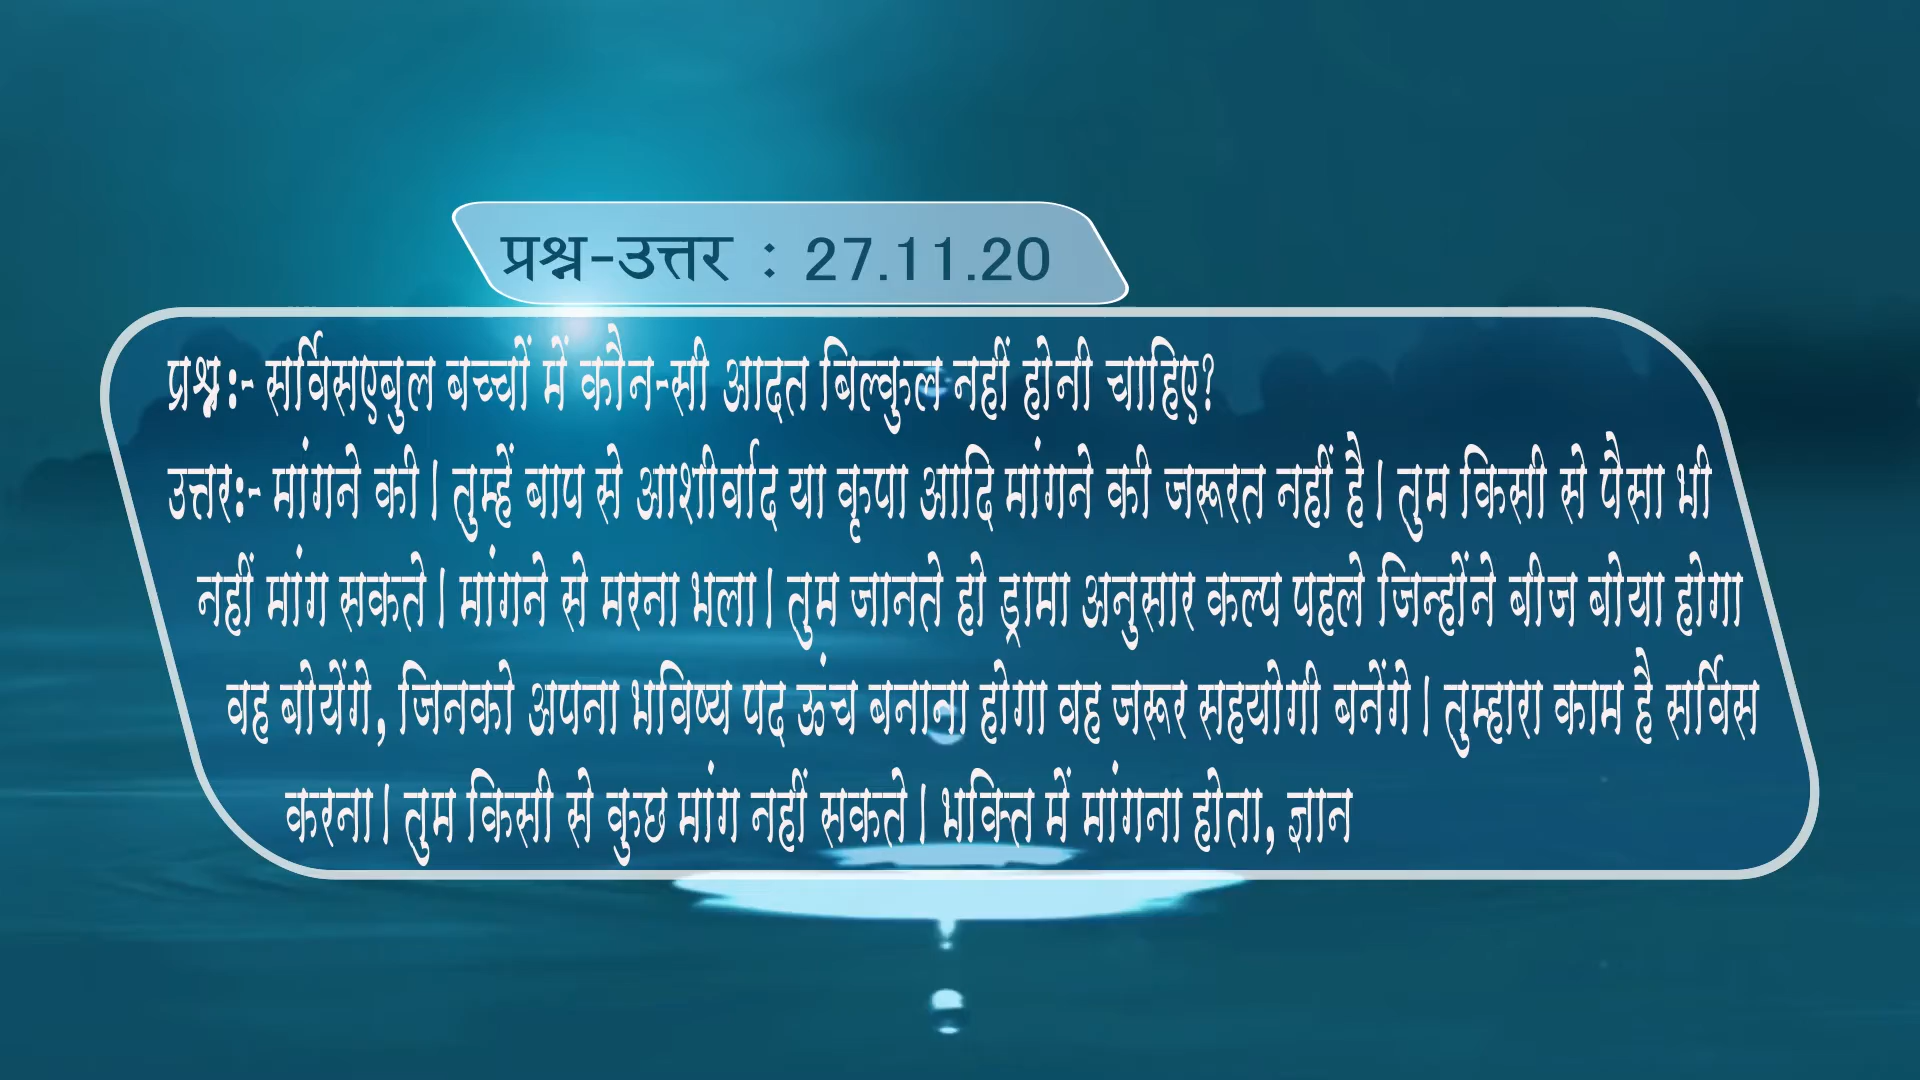 प्रश्न-उत्तर : 27.11.20
प्रश्न:- सर्विसएबुल बच्चों में कौन-सी आदत बिल्कुल नहीं होनी चाहिए?
उत्तर:- मांगने की। तुम्हें बाप से आशीर्वाद या कृपा आदि मांगने की जरूरत नहीं है। तुम किसी से पैसा भी
नहीं मांग सकते। मांगने से मरना भला। तुम जानते हो ड्रामा अनुसार कल्प पहले जिन्होंने बीज बोया होगा
वह बोयेंगे, जिनको अपना भविष्य पद ऊंच बनाना होगा वह जरूर सहयोगी बनेंगे। तुम्हारा काम है सर्विस
करना। तुम किसी से कुछ मांग नहीं सकते। भक्ति में मांगना होता, ज्ञान